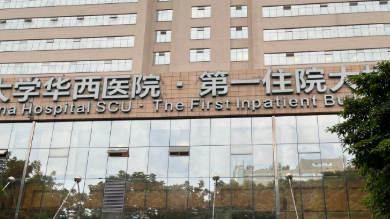 大学华西医院·第一住院大
na Hospital SCU · The First Inpatient Bu